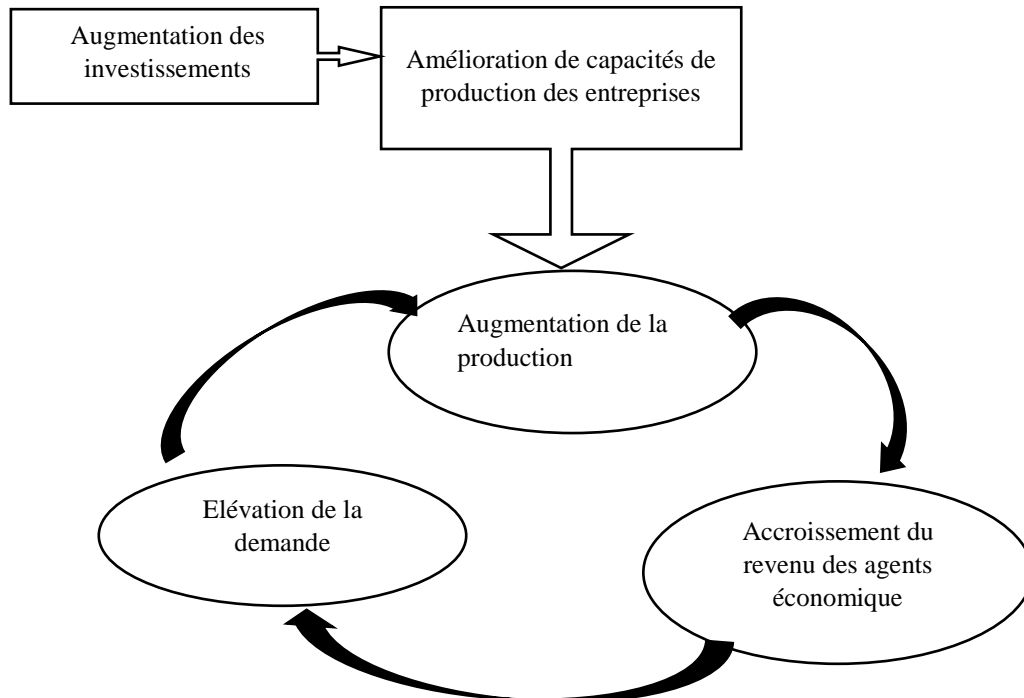 Augmentation des
investissements
Amélioration de capacités de
production des entreprises
Augmentation de la
production
Elévation de la
demande
Accroissement du
revenu des agents
économique